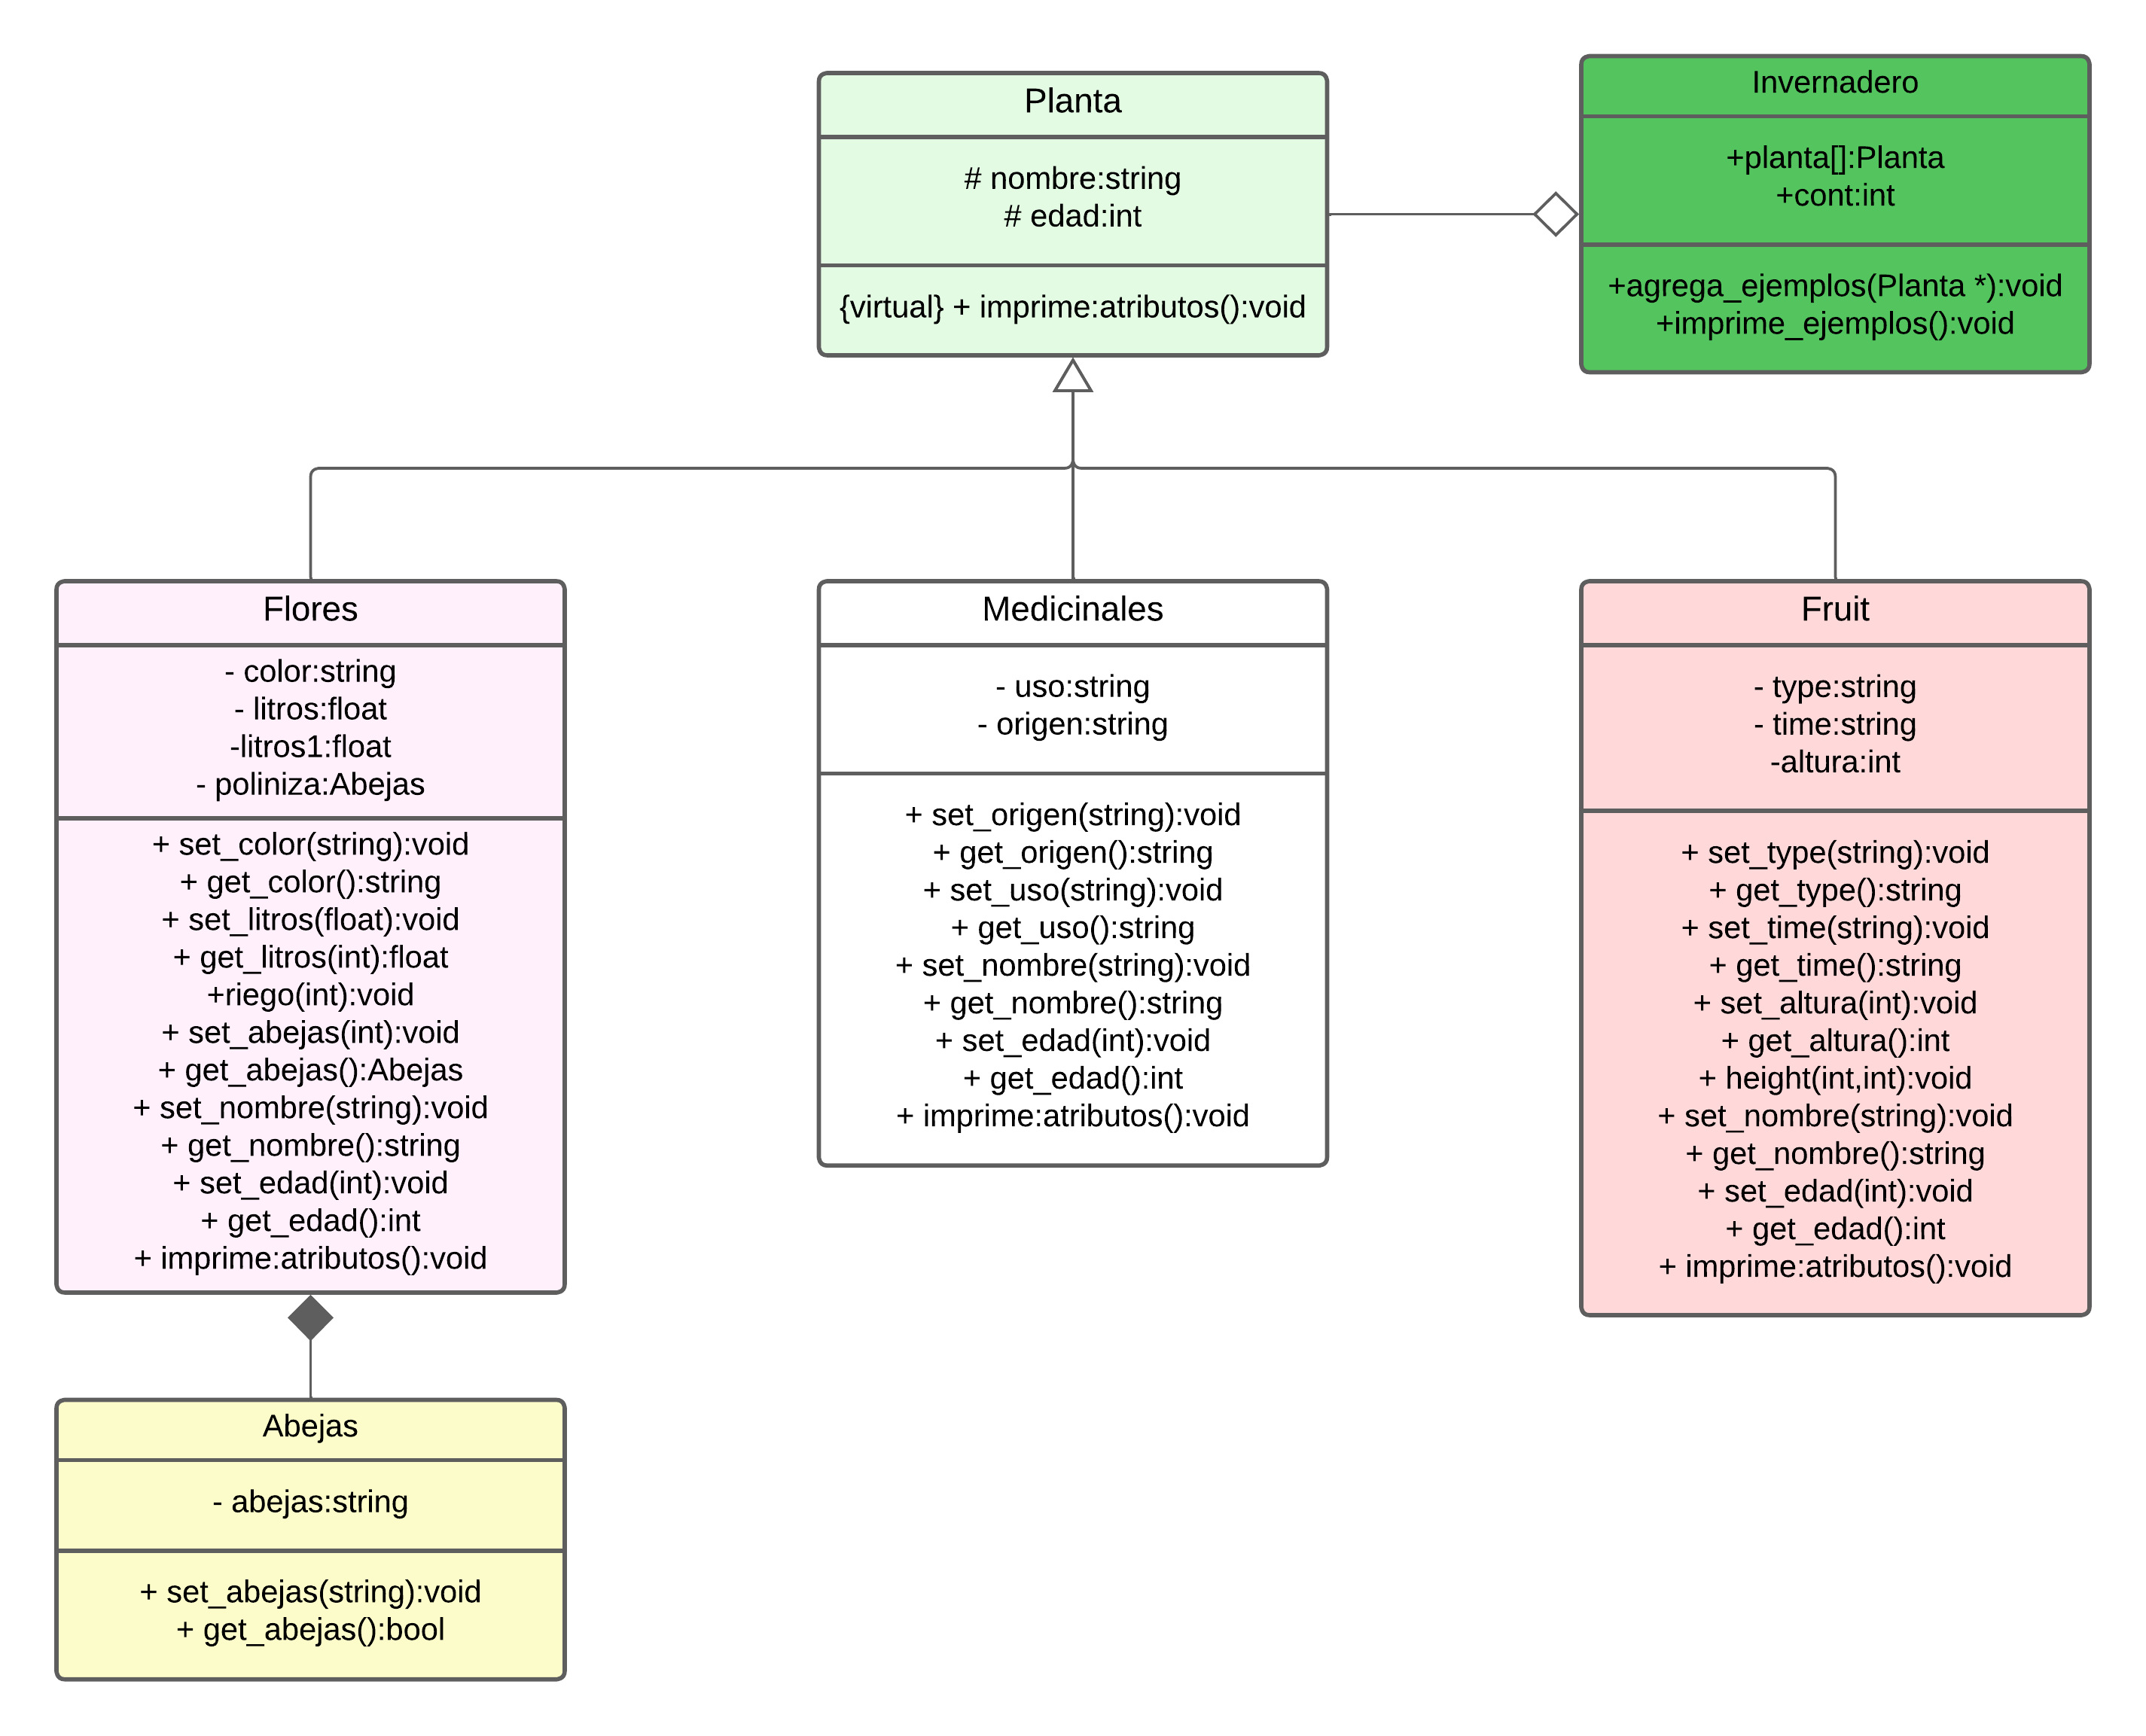 Planta
# nombre:string
# edad:int
{virtual} + imprime:atributos():void
Invernadero
+planta[]:Planta
+cont:int
+agrega_ejemplos(Planta *):void
+imprime_ejemplos():void
Flores
- color:string
- litros:float
-litros1:float
- poliniza:Abejas
+ set_color(string):void
+ get_color():string
+ set_litros(float):void
+ get_litros(int):float
+riego(int):void
+ set_abejas(int):void
+ get_abejas():Abejas
+ set_nombre(string):void
+ get_nombre():string
+ set_edad(int):void
+ get_edad():int
+ imprime:atributos():void
Medicinales
- uso:string
- origen:string
+ set_origen(string):void
+ get_origen():string
+ set_uso(string):void
+ get_uso():string
+ set_nombre(string):void
+ get_nombre():string
+ set_edad(int):void
+ get_edad():int
+ imprime:atributos():void
Fruit
- type:string
- time:string
-altura:int
+ set_type(string):void
+ get_type():string
+ set_time(string):void
+ get_time():string
+ set_altura(int):void
+ get_altura():int
+ height(int,int):void
+ set_nombre(string):void
+ get_nombre():string
+ set_edad(int):void
+ get_edad():int
+ imprime:atributos():void
Abejas
- abejas:string
+ set_abejas(string):void
+ get_abejas():bool